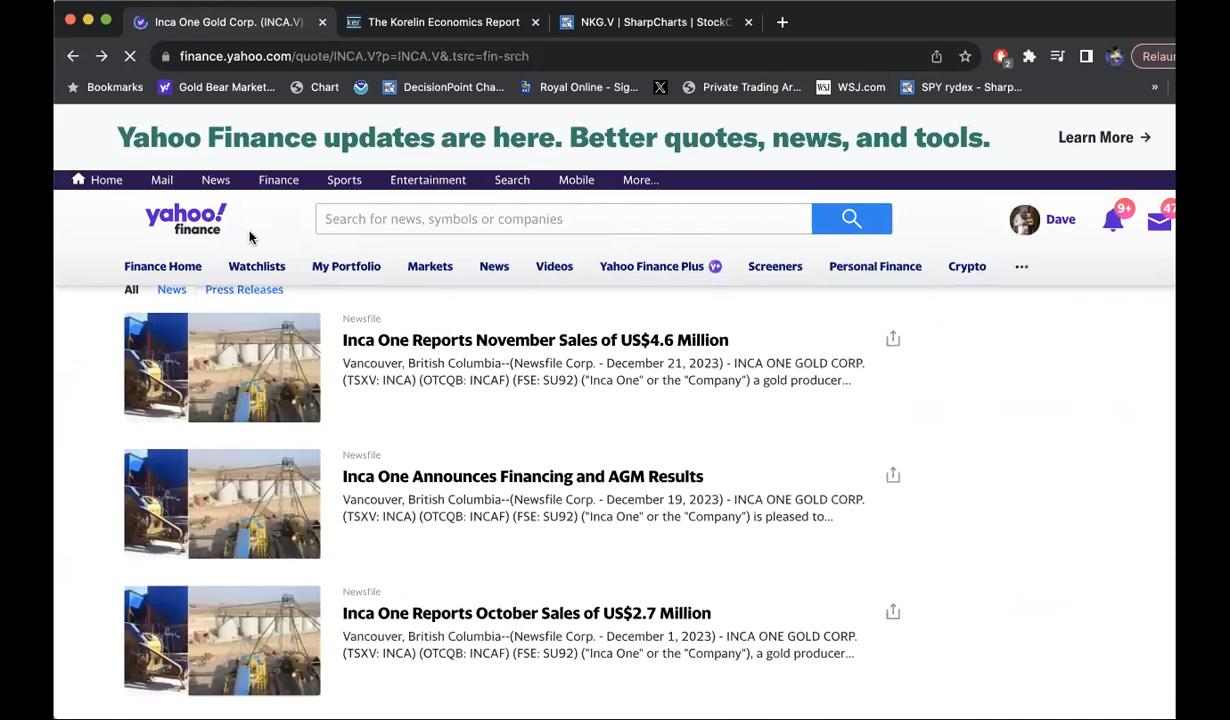 Inca One Gold Corp. (INCA.V)
The Korelin Economics Report
NKG.V | SharpCharts | StockC
finance.yahoo.com/quote/INCA.V?p=INCA.V&.tsrc=fin-srch
2
Relaun
Bookmarks
Gold Bear Market...
Chart
DecisionPoint Cha...
Royal Online - Sig...
X
Private Trading Ar...
WSJ
WSJ.com
SPY rydex - Sharp...
»
Yahoo Finance updates are here. Better quotes, news, and tools.
Learn More →
Home
Mail
News
Finance
Sports
Entertainment
Search
Mobile
More...
yahoo!
finance
Search for news, symbols or companies
Dave
9+
47
Finance Home
Watchlists
My Portfolio
Markets
News
Videos
Yahoo Finance Plus
Screeners
Personal Finance
Crypto
...
All
News
Press Releases
Newsfile
Inca One Reports November Sales of US$4.6 Million
Vancouver, British Columbia--(Newsfile Corp. - December 21, 2023) - INCA ONE GOLD CORP.
(TSXV: INCA) (OTCQB: INCAF) (FSE: SU92) ("Inca One" or the "Company") a gold producer...
Newsfile
Inca One Announces Financing and AGM Results
Vancouver, British Columbia--(Newsfile Corp. - December 19, 2023) - INCA ONE GOLD CORP.
(TSXV: INCA) (OTCQB: INCAF) (FSE: SU92) ("Inca One" or the "Company") is pleased to...
Newsfile
Inca One Reports October Sales of US$2.7 Million
Vancouver, British Columbia--(Newsfile Corp. - December 1, 2023) - INCA ONE GOLD CORP.
(TSXV: INCA) (OTCQB: INCAF) (FSE: SU92) ("Inca One" or the "Company"), a gold producer...